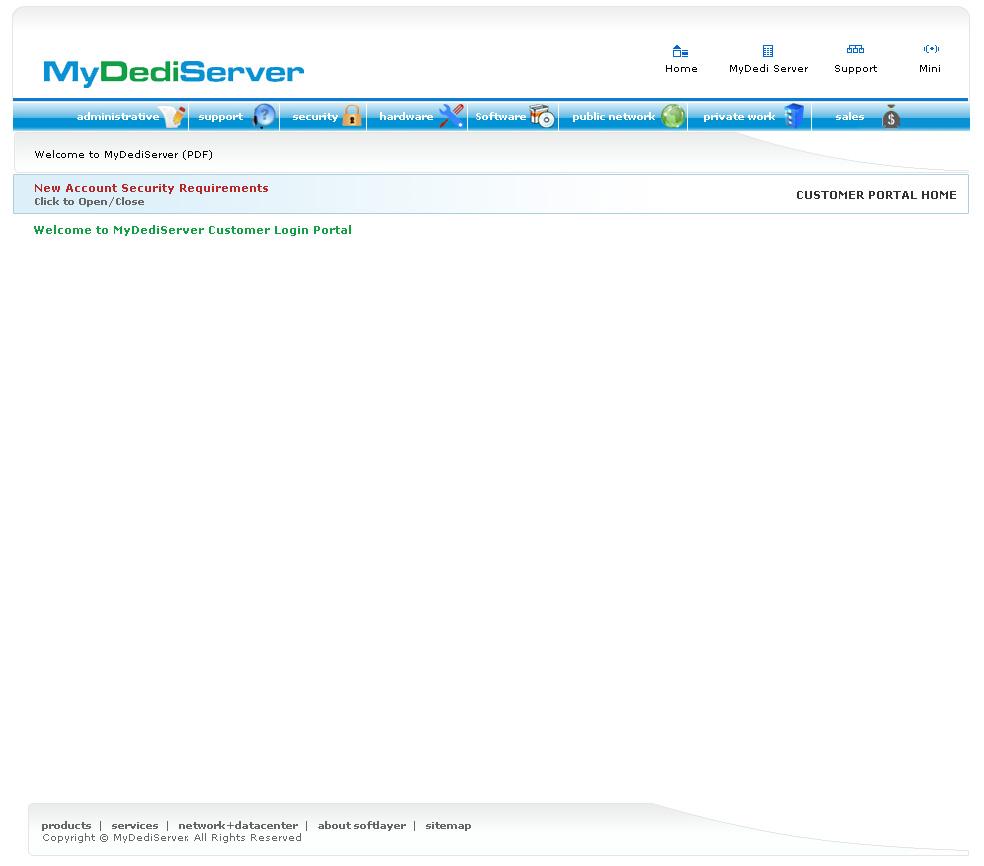 MyDediServer
Home MyDedi Server Support Mini
administrative support security hardware Software public network private work sales
Welcome to MyDediServer (PDF)
New Account Security Requirements
Click to Open/Close
CUSTOMER PORTAL HOME
Welcome to MyDediServer Customer Login Portal
products | services | network+datacenter | about softlayer | sitemap
Copyright © MyDediServer. All Rights Reserved